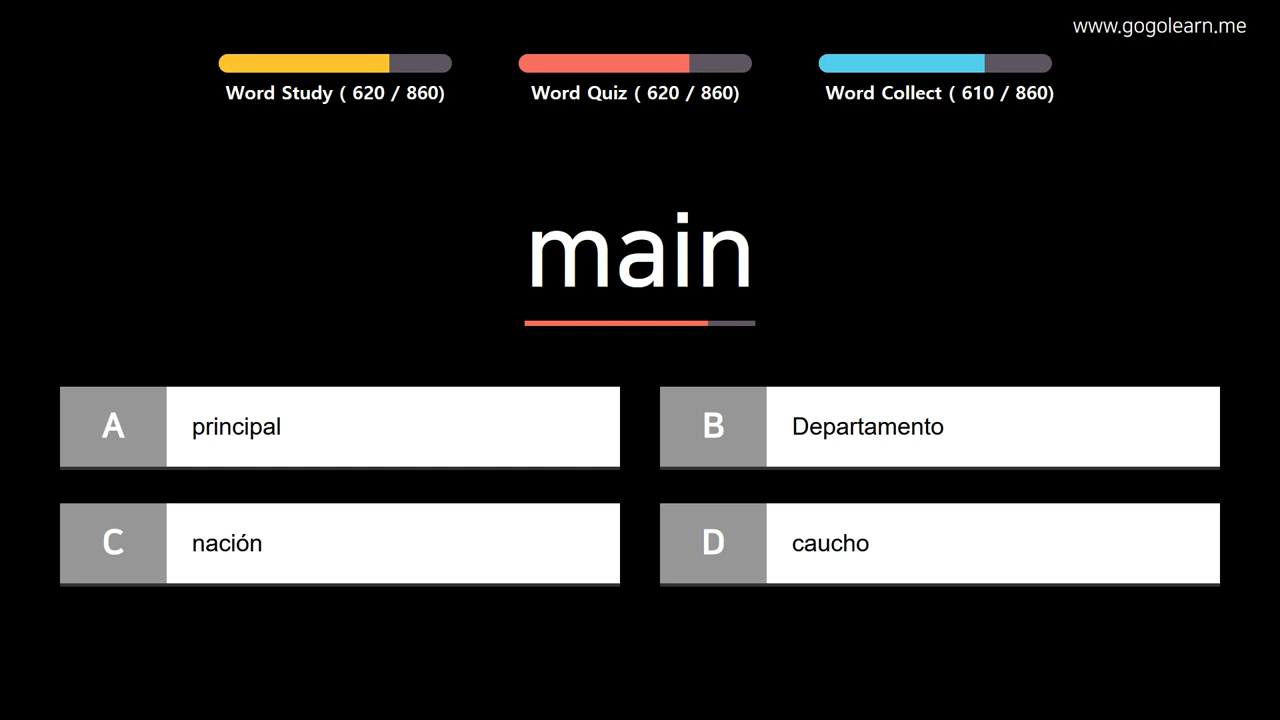 www.gogolearn.me
Word Study ( 620 / 860)
Word Quiz ( 620 / 860)
Word Collect ( 610 / 860)
main
A principal
B Departamento
C nación
D caucho